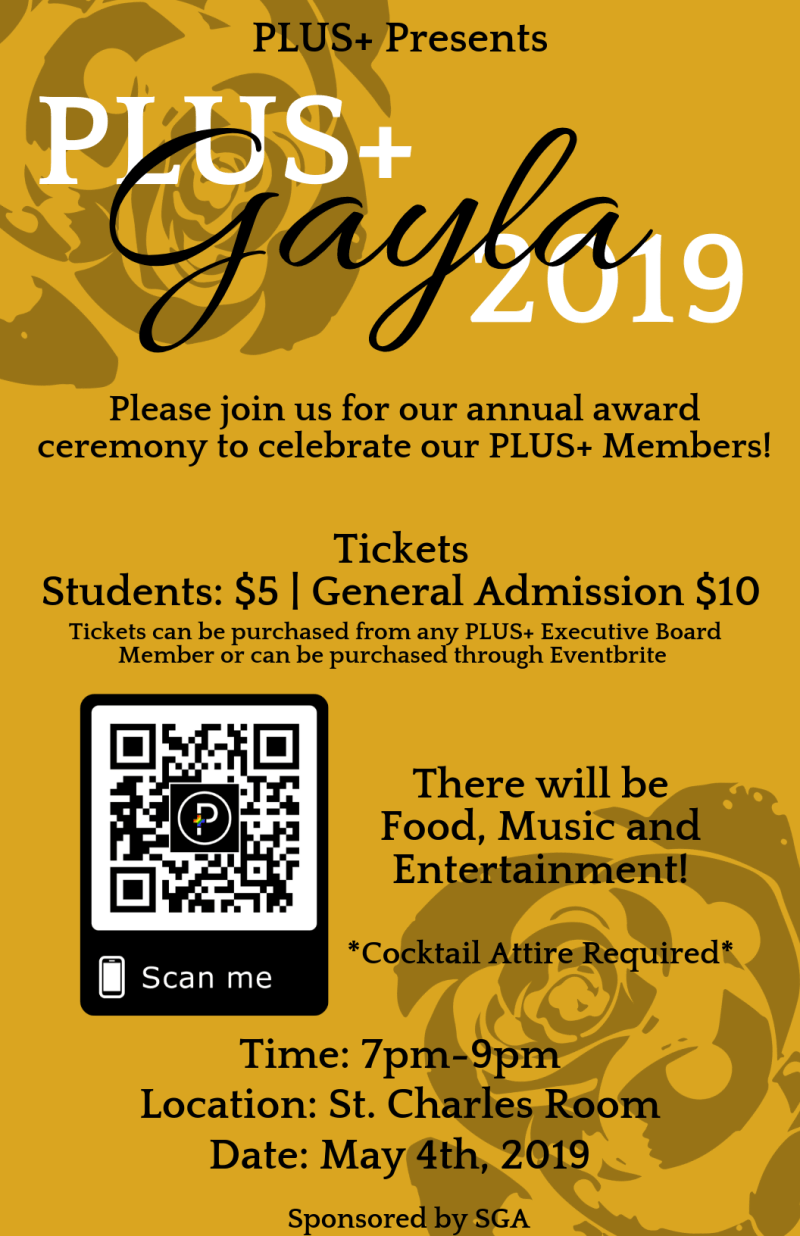 PLUS+ Presents
PLUS+
Gayla
2019
Please join us for our annual award
ceremony to celebrate our PLUS+ Members!
Tickets
Students: $5 | General Admission $10
Tickets can be purchased from any PLUS+ Executive Board
Member or can be purchased through Eventbrite
P
Scan me
There will be
Food, Music and
Entertainment!
*Cocktail Attire Required*
Time: 7pm-9pm
Location: St. Charles Room
Date: May 4th, 2019
Sponsored by SGA